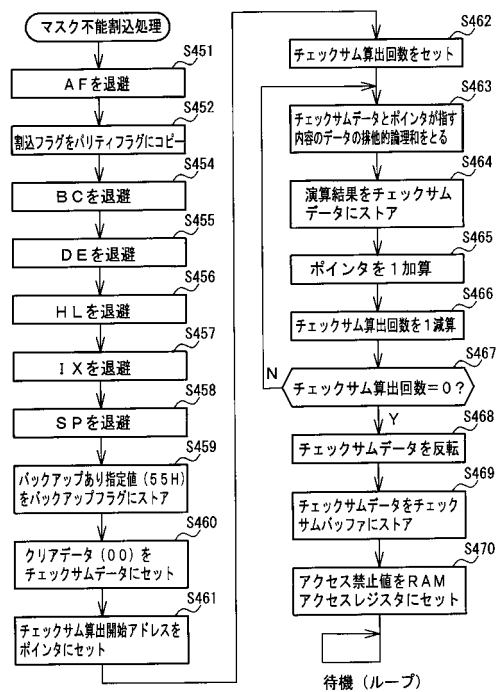 マスク不能割込処理
S451
AFを退避
S452
割込フラグをパリティフラグにコピー
S454
BCを退避
S455
DEを退避
S456
HLを退避
S457
IXを退避
S458
SPを退避
S459
バックアップあり指定値(55H)
をバックアップフラグにストア
S460
クリアデータ(00)を
チェックサムデータにセット
S461
チェックサム算出開始アドレスを
ポインタにセット
S462
チェックサム算出回数をセット
S463
チェックサムデータとポインタが指す
内容のデータの排他的論理和をとる
S464
演算結果をチェックサム
データにストア
S465
ポインタを1加算
S466
チェックサム算出回数を1減算
S467
N
チェックサム算出回数=0?
Y
S468
チェックサムデータを反転
S469
チェックサムデータをチェック
サムバッファにストア
S470
アクセス禁止値をRAM
アクセスレジスタにセット
待機(ループ)